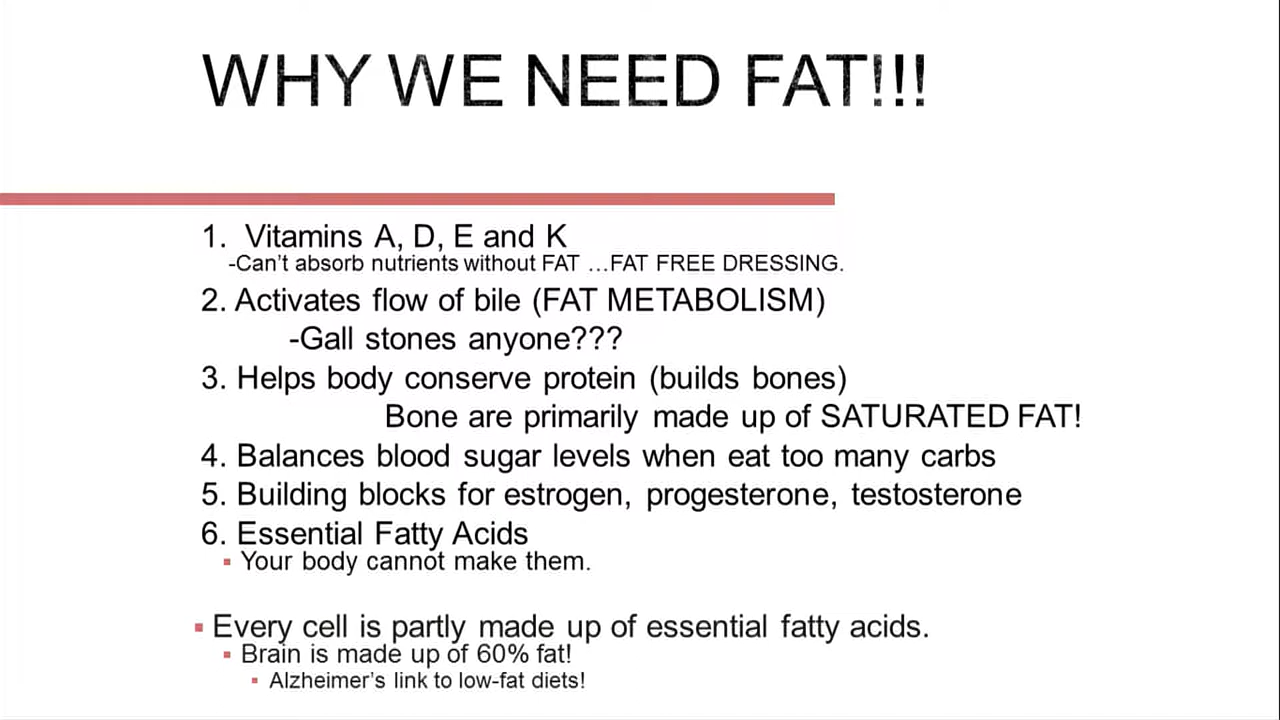 WHY WE NEED FAT!!!
1. Vitamins A, D, E and K
-Can't absorb nutrients without FAT …FAT FREE DRESSING.
2. Activates flow of bile (FAT METABOLISM)
-Gall stones anyone???
3. Helps body conserve protein (builds bones)
Bone are primarily made up of SATURATED FAT!
4. Balances blood sugar levels when eat too many carbs
5. Building blocks for estrogen, progesterone, testosterone
6. Essential Fatty Acids
▪ Your body cannot make them.
▪ Every cell is partly made up of essential fatty acids.
▪ Brain is made up of 60% fat!
▪ Alzheimer's link to low-fat diets!